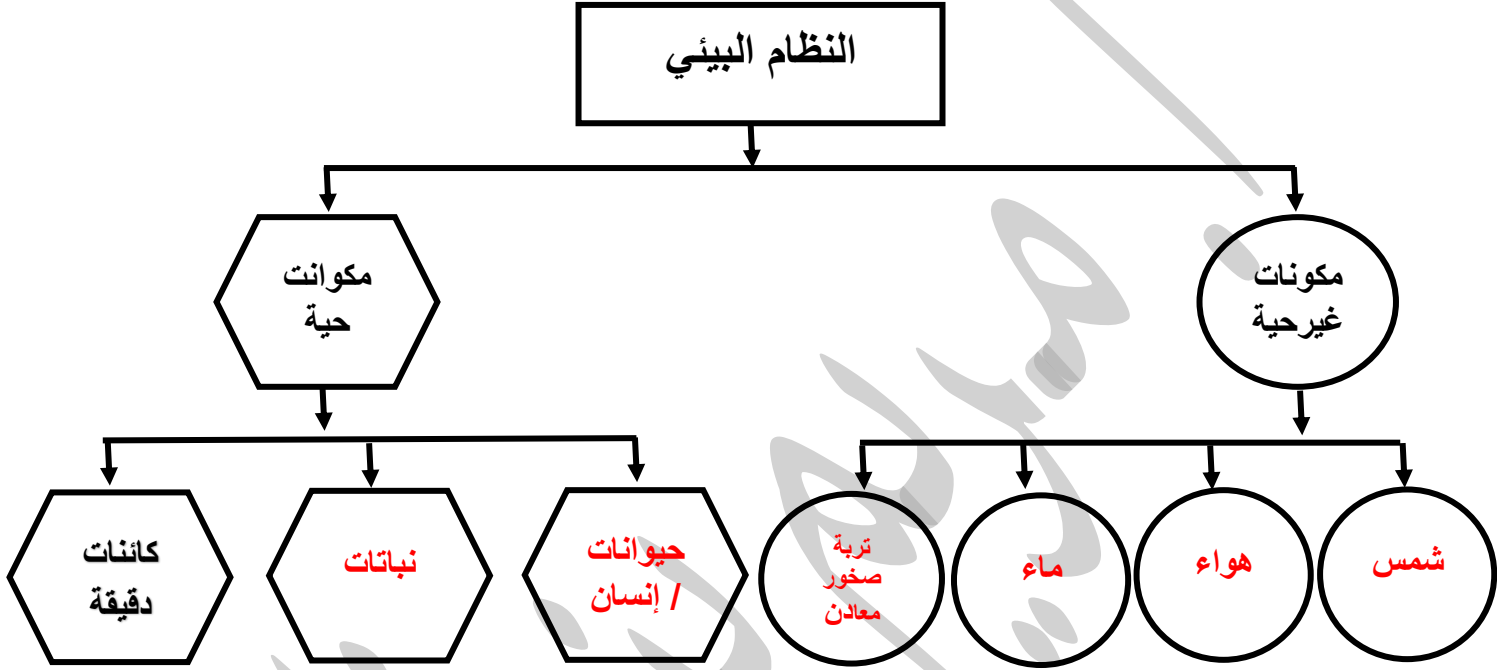 النظام البيئي
مكونات
غيرحية
مكوانت
حية
شمس
هواء
ماء
تربة
صخور
معادن
حيوانات
/ إنسان
نباتات
كائنات
دقيقة